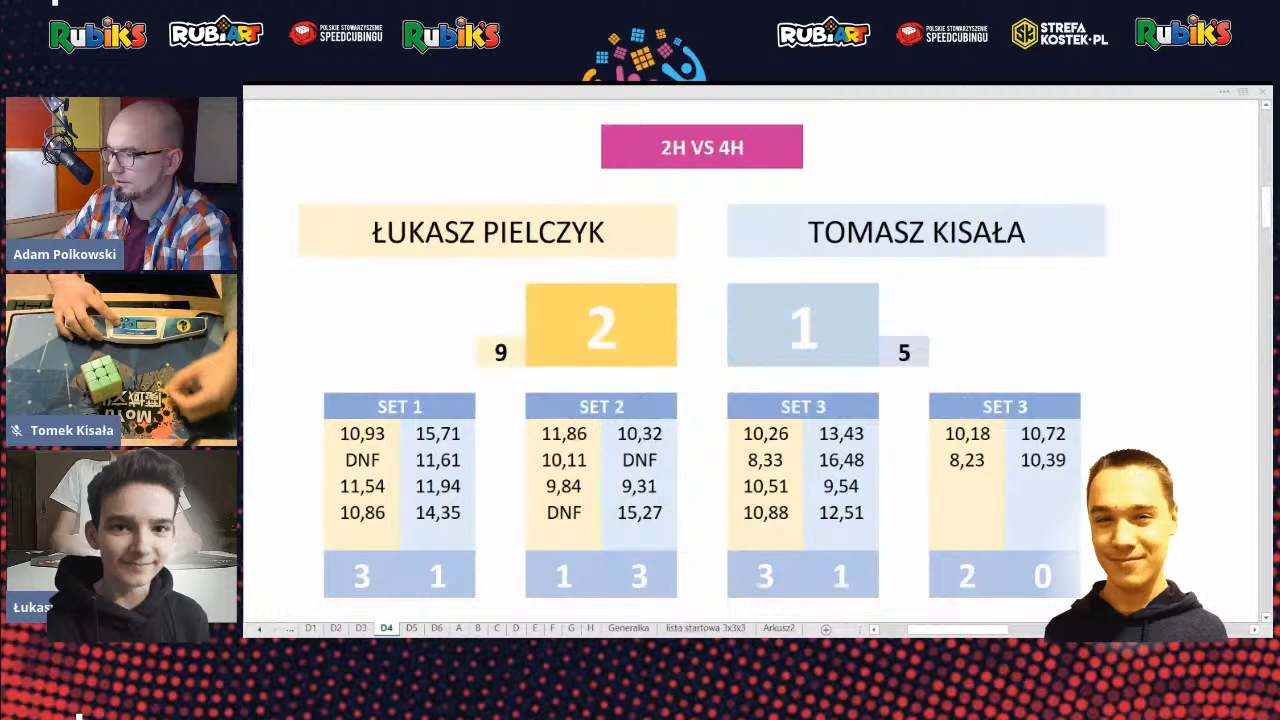 Rubik's RUBIART POLSKIE STOWARZYSZENIE SPEEDCUBINGU Rubik's RUBIART POLSKIE STOWARZYSZENIE SPEEDCUBINGU STREFA KOSTEK•PL Rubik's
2H VS 4H
ŁUKASZ PIELCZYK TOMASZ KISAŁA
2 1
9 5
SET 1 SET 2 SET 3 SET 3
10,93 15,71 11,86 10,32 10,26 13,43 10,18 10,72
DNF 11,61 10,11 DNF 8,33 16,48 8,23 10,39
11,54 11,94 9,84 9,31 10,51 9,54
10,86 14,35 DNF 15,27 10,88 12,51
3 1 1 3 3 1 2 0
Adam Polkowski
MoYu
Tomek Kisała
Łukas
... D1 D2 D3 D4 D5 D6 A B C D E F G H Generalka lista startowa 3x3x3 Arkusz2